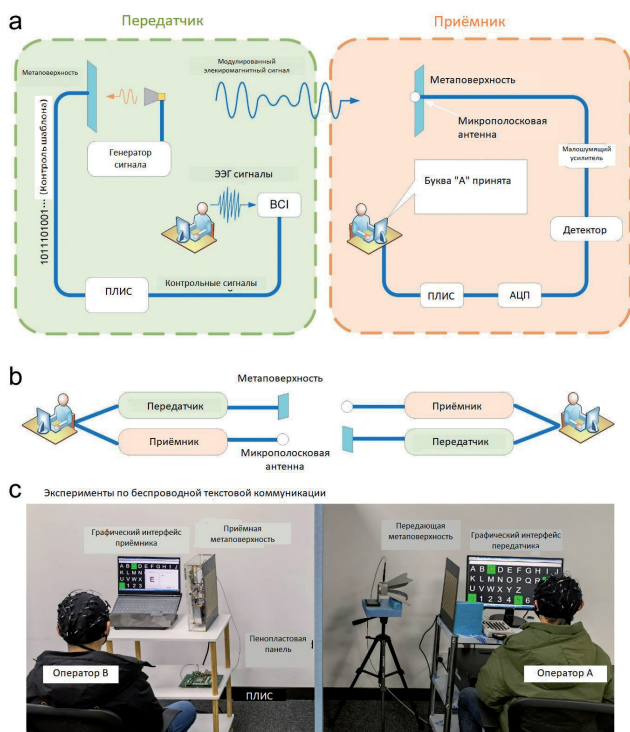 a
Передатчик
Приёмник
Метаповерхность
Модулированный
элекиромагнитный сигнал
Генератор
сигнала
ЭЭГ сигналы
BCI
1011101001··· (Контроль шаблона)
ПЛИС
Контрольные сигналы
Метаповерхность
Микрополосковая
антенна
Малошумящий
усилитель
Буква "А" принята
Детектор
ПЛИС
АЦП
b
Метаповерхность
Передатчик
Приёмник
Приёмник
Микрополосковая
антенна
Передатчик
c
Эксперименты по беспроводной текстовой коммуникации
Графический интерфейс
приёмника
Приёмная
метаповерхность
Передающая
метаповерхность
Графический интерфейс
передатчика
Пенопластовая
панель
Оператор B
ПЛИС
Оператор A